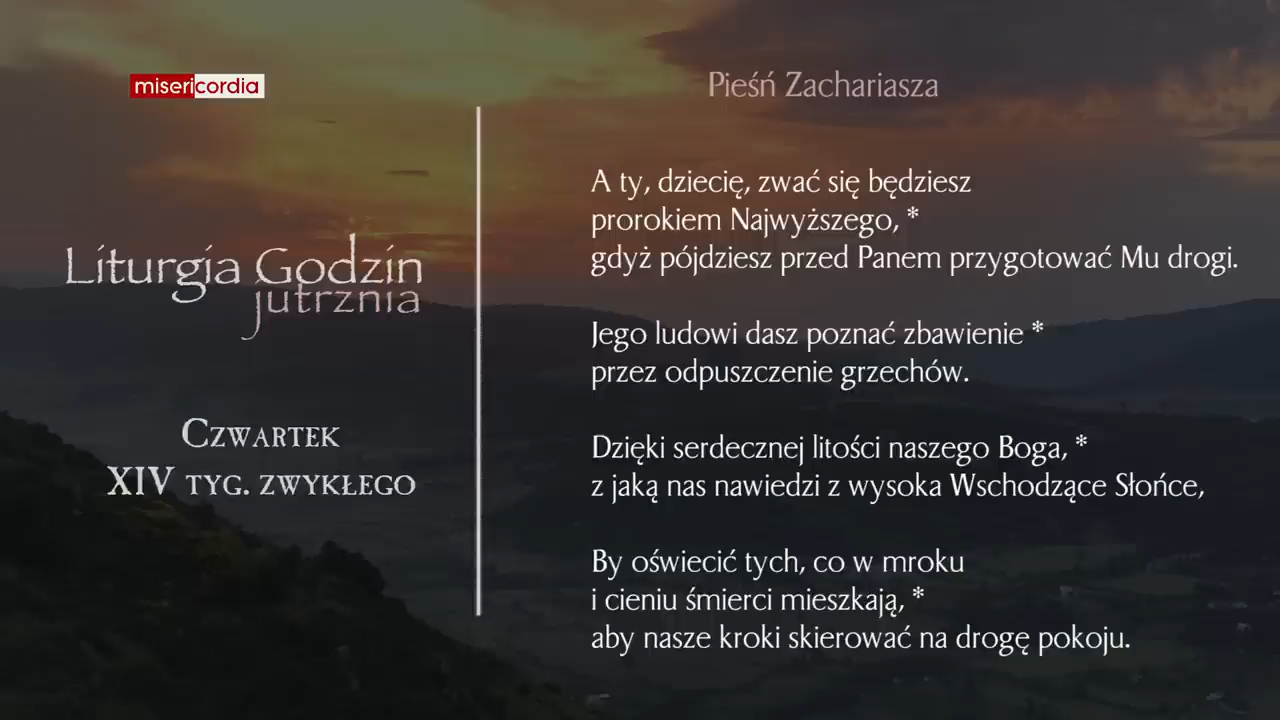 misericordia
Liturgia Godzin
jutrznia
Czwartek
XIV tyg. zwykłego
Pieśń Zachariasza
A ty, dziecię, zwać się będziesz
prorokiem Najwyższego, *
gdyż pójdziesz przed Panem przygotować Mu drogi.
Jego ludowi dasz poznać zbawienie *
przez odpuszczenie grzechów.
Dzięki serdecznej litości naszego Boga, *
z jaką nas nawiedzi z wysoka Wschodzące Słońce,
By oświecić tych, co w mroku
i cieniu śmierci mieszkają, *
aby nasze kroki skierować na drogę pokoju.